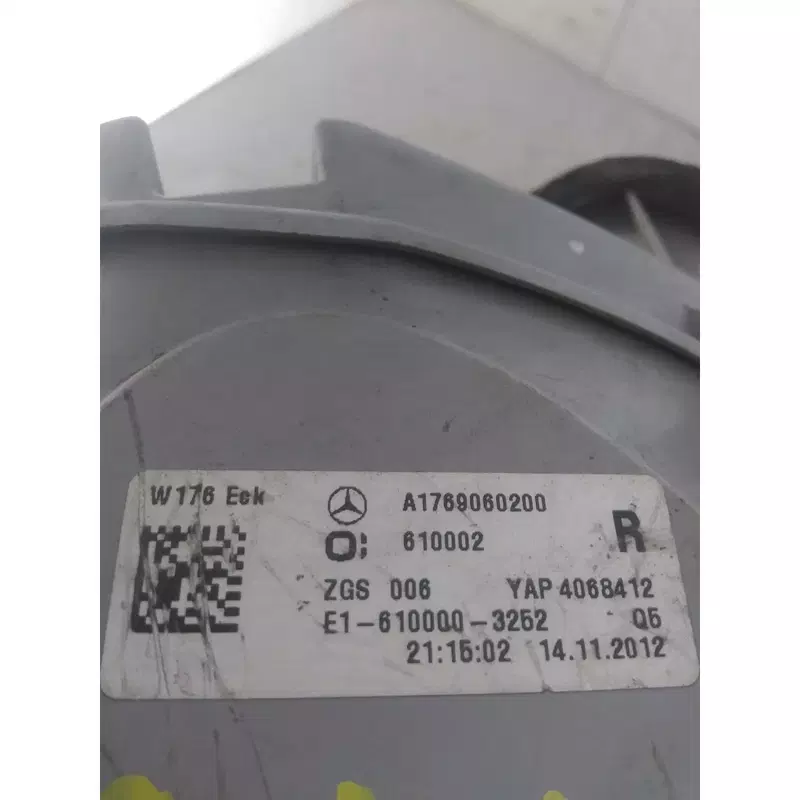 W176 Eck
A1769060200
610002
R
ZGS 006 YAP 4068412
E1-610000-3252 Q5
21:15:02 14.11.2012